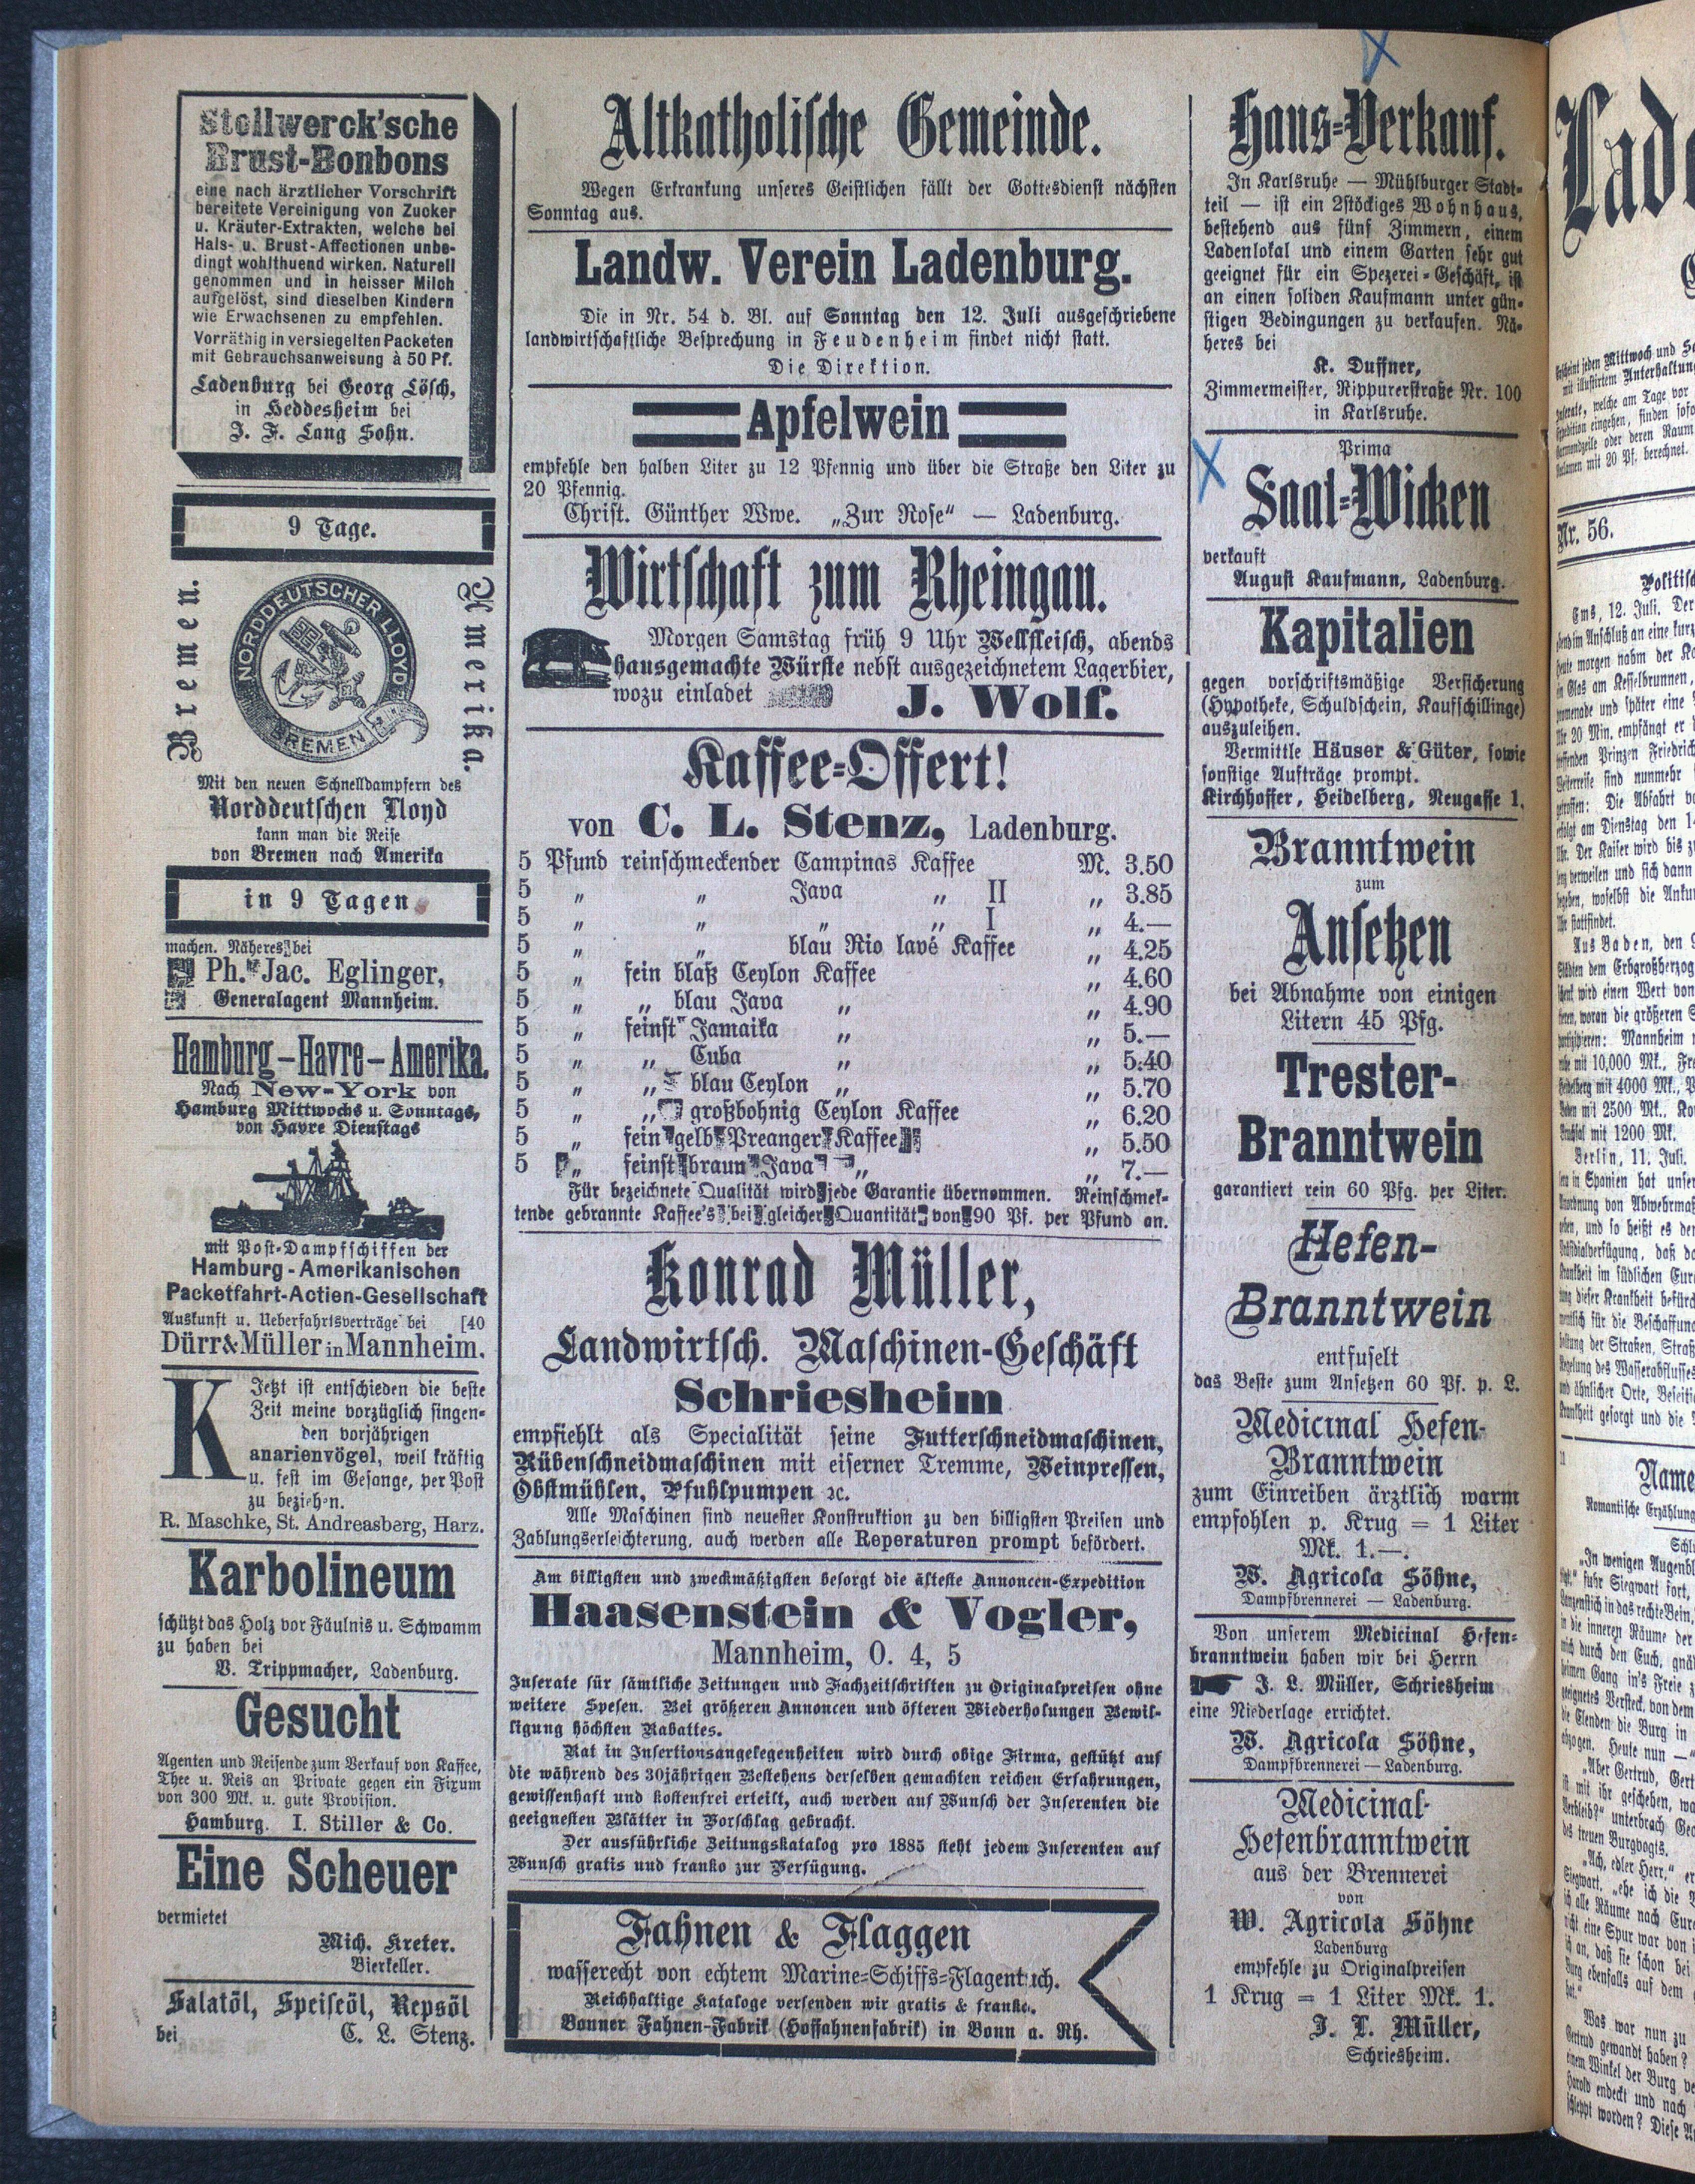 Stollwerck'sche
Brust-Bonbons
eine nach ärztlicher Vorschrift
bereitete Vereinigung von Zucker
u. Kräuter-Extrakten, welche bei
Hals- u. Brust-Affectionen unbe-
dingt wohlthuend wirken. Naturell
genommen und in heisser Milch
aufgelöst, sind dieselben Kindern
wie Erwachsenen zu empfehlen.
Vorräthig in versiegelten Packeten
mit Gebrauchsanweisung à 50 Pf.
Ladenburg bei Georg Lösch,
in Heddesheim bei
J. F. Lang Sohn.
9 Tage.
Bremen.
NORDDEUTSCHER LLOYD
BREMEN
Amerika.
Mit den neuen Schnelldampfern des
Norddeutschen Lloyd
kann man die Reise
von Bremen nach Amerika
in 9 Tagen
machen. Näheres bei
Ph. Jac. Eglinger,
Generalagent Mannheim.
Hamburg-Havre-Amerika.
Nach New-York von
Hamburg Mittwochs u. Sonntags,
von Havre Dienstags
mit Post-Dampfschiffen der
Hamburg-Amerikanischen
Packetfahrt-Actien-Gesellschaft
Auskunft u. Ueberfahrtsverträge bei [40
Dürr & Müller in Mannheim.
Jetzt ist entschieden die beste
Zeit meine vorzüglich singen-
den vorjährigen
Kanarienvögel, weil kräftig
u. fest im Gesange, per Post
zu beziehen.
R. Maschke, St. Andreasberg, Harz.
Karbolineum
schützt das Holz vor Fäulnis u. Schwamm
zu haben bei
V. Trippmacher, Ladenburg.
Gesucht
Agenten und Reisende zum Verkauf von Kaffee,
Thee u. Reis an Private gegen ein Fixum
von 300 Mk. u. gute Provision.
Hamburg. I. Stiller & Co.
Eine Scheuer
vermietet
Mich. Kreter.
Bierkeller.
Salatöl, Speiseöl, Repsöl
bei C. L. Stenz.
Altkatholische Gemeinde.
Wegen Erkrankung unseres Geistlichen fällt der Gottesdienst nächsten
Sonntag aus.
Landw. Verein Ladenburg.
Die in Nr. 54 d. Bl. auf Sonntag den 12. Juli ausgeschriebene
landwirtschaftliche Besprechung in Feudenheim findet nicht statt.
Die Direktion.
Apfelwein
empfehle den halben Liter zu 12 Pfennig und über die Straße den Liter zu
20 Pfennig.
Christ. Günther Wwe. „Zur Rose“ — Ladenburg.
Wirtschaft zum Rheingau.
Morgen Samstag früh 9 Uhr Wellfleisch, abends
hausgemachte Würste nebst ausgezeichnetem Lagerbier,
wozu einladet J. Wolf.
Kaffee-Offert!
von C. L. Stenz, Ladenburg.
5 Pfund reinschmeckender Campinas Kaffee M. 3.50
5 „ „ Java „ II „ 3.85
5 „ „ „ „ I „ 4.—
5 „ „ blau Rio lavé Kaffee „ 4.25
5 „ fein blaß Ceylon Kaffee „ 4.60
5 „ „ blau Java „ „ 4.90
5 „ feinst Jamaika „ „ 5.—
5 „ „ Cuba „ „ 5.40
5 „ „ blau Ceylon „ „ 5.70
5 „ „ großbohnig Ceylon Kaffee „ 6.20
5 „ fein gelb Preanger Kaffee „ 5.50
5 „ feinst braun Java „ „ 7.—
Für bezeichnete Qualität wird jede Garantie übernommen. Reinschmek-
tende gebrannte Kaffee's bei gleicher Quantität von 90 Pf. per Pfund an.
Konrad Müller,
Landwirtsch. Maschinen-Geschäft
Schriesheim
empfiehlt als Specialität seine Futterschneidmaschinen,
Rübenschneidmaschinen mit eiserner Tremme, Weinpressen,
Obstmühlen, Pfuhlpumpen ꝛc.
Alle Maschinen sind neuester Konstruktion zu den billigsten Preisen und
Zahlungserleichterung, auch werden alle Reperaturen prompt befördert.
Am billigsten und zweckmäßigsten besorgt die älteste Annoncen-Expedition
Haasenstein & Vogler,
Mannheim, O. 4, 5
Inserate für sämtliche Zeitungen und Fachzeitschriften zu Originalpreisen ohne
weitere Spesen. Bei größeren Annoncen und öfteren Wiederholungen Bewil-
ligung höchsten Rabattes.
Rat in Insertionsangelegenheiten wird durch obige Firma, gestützt auf
die während des 30jährigen Bestehens derselben gemachten reichen Erfahrungen,
gewissenhaft und kostenfrei erteilt, auch werden auf Wunsch der Inserenten die
geeignesten Blätter in Vorschlag gebracht.
Der ausführliche Zeitungskatalog pro 1885 steht jedem Inserenten auf
Wunsch gratis und franko zur Verfügung.
Fahnen & Flaggen
wasserecht von echtem Marine-Schiffs-Flagentuch.
Reichhaltige Kataloge versenden wir gratis & franko.
Bonner Fahnen-Fabrik (Hoffahnenfabrik) in Bonn a. Rh.
Haus-Verkauf.
In Karlsruhe — Mühlburger Stadt-
teil — ist ein 2stöckiges Wohnhaus,
bestehend aus fünf Zimmern, einem
Ladenlokal und einem Garten sehr gut
geeignet für ein Spezerei-Geschäft, ist
an einen soliden Kaufmann unter gün-
stigen Bedingungen zu verkaufen. Nä-
heres bei
K. Duffner,
Zimmermeister, Rippurerstraße Nr. 100
in Karlsruhe.
Prima
Saat-Wicken
verkauft
August Kaufmann, Ladenburg.
Kapitalien
gegen vorschriftsmäßige Versicherung
(Hypotheke, Schuldschein, Kaufschillinge)
auszuleihen.
Vermittle Häuser & Güter, sowie
sonstige Aufträge prompt.
Kirchhoffer, Heidelberg, Neugasse 1.
Branntwein
zum
Ansetzen
bei Abnahme von einigen
Litern 45 Pfg.
Trester-
Branntwein
garantiert rein 60 Pfg. per Liter.
Hefen-
Branntwein
entfuselt
das Beste zum Ansetzen 60 Pf. p. L.
Medicinal Hefen-
Branntwein
zum Einreiben ärztlich warm
empfohlen p. Krug = 1 Liter
Mk. 1.—.
W. Agricola Söhne,
Dampfbrennerei — Ladenburg.
Von unserem Medicinal Hefen-
branntwein haben wir bei Herrn
J. L. Müller, Schriesheim
eine Niederlage errichtet.
W. Agricola Söhne,
Dampfbrennerei — Ladenburg.
Medicinal-
Hefenbranntwein
aus der Brennerei
von
W. Agricola Söhne
Ladenburg
empfehle zu Originalpreisen
1 Krug = 1 Liter Mk. 1.
J. L. Müller,
Schriesheim.
Nr. 56.
Ems, 12. Juli. Der
Aus Baden, den
mit 10,000 Mk.,
mit 4000 Mk.,
mit 2500 Mk.,
mit 1200 Mk.
Berlin, 11. Juli.
Romantische Erzählung